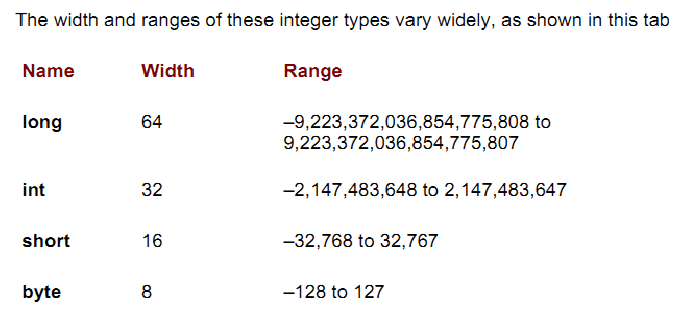 The width and ranges of these integer types vary widely, as shown in this tab
Name Width Range
long 64 –9,223,372,036,854,775,808 to
9,223,372,036,854,775,807
int 32 –2,147,483,648 to 2,147,483,647
short 16 –32,768 to 32,767
byte 8 –128 to 127